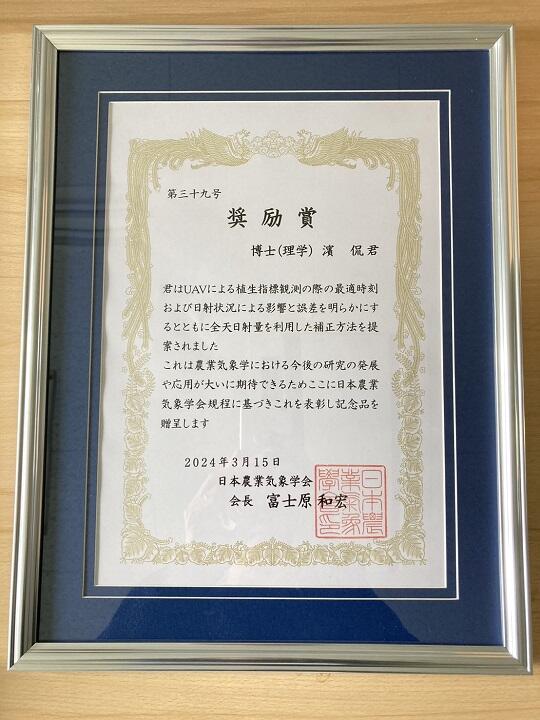 第三十九号
奨励賞
博士(理学) 濱 侃君
君はUAVによる植生指標観測の際の最適時刻
および日射状況による影響と誤差を明らかにす
るとともに全天日射量を利用した補正方法を提
案されました
これは農業気象学における今後の研究の発展
や応用が大いに期待できるためここに日本農業
気象学会規程に基づきこれを表彰し記念品を
贈呈します
2024年3月15日
日本農業気象学会
会長 富士原 和宏
日本農
業气象
學会印